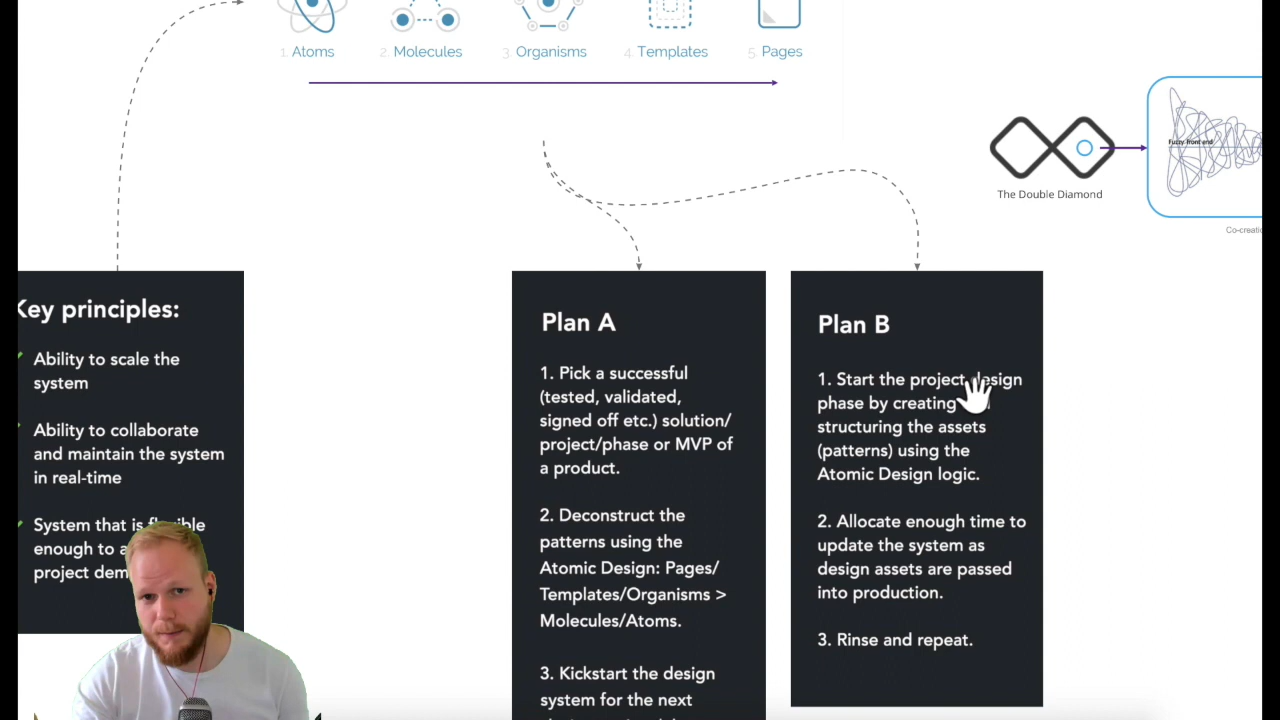 1. Atoms
2. Molecules
3. Organisms
4. Templates
5. Pages
Fuzzy front end
The Double Diamond
Key principles:
Ability to scale the
system
Ability to collaborate
and maintain the system
in real-time
System that is flexible
enough to
project
Plan A
1. Pick a successful
(tested, validated,
signed off etc.) solution/
project/phase or MVP of
a product.
2. Deconstruct the
patterns using the
Atomic Design: Pages/
Templates/Organisms >
Molecules/Atoms.
3. Kickstart the design
system for the next
Plan B
1. Start the project design
phase by creating
structuring the assets
(patterns) using the
Atomic Design logic.
2. Allocate enough time to
update the system as
design assets are passed
into production.
3. Rinse and repeat.